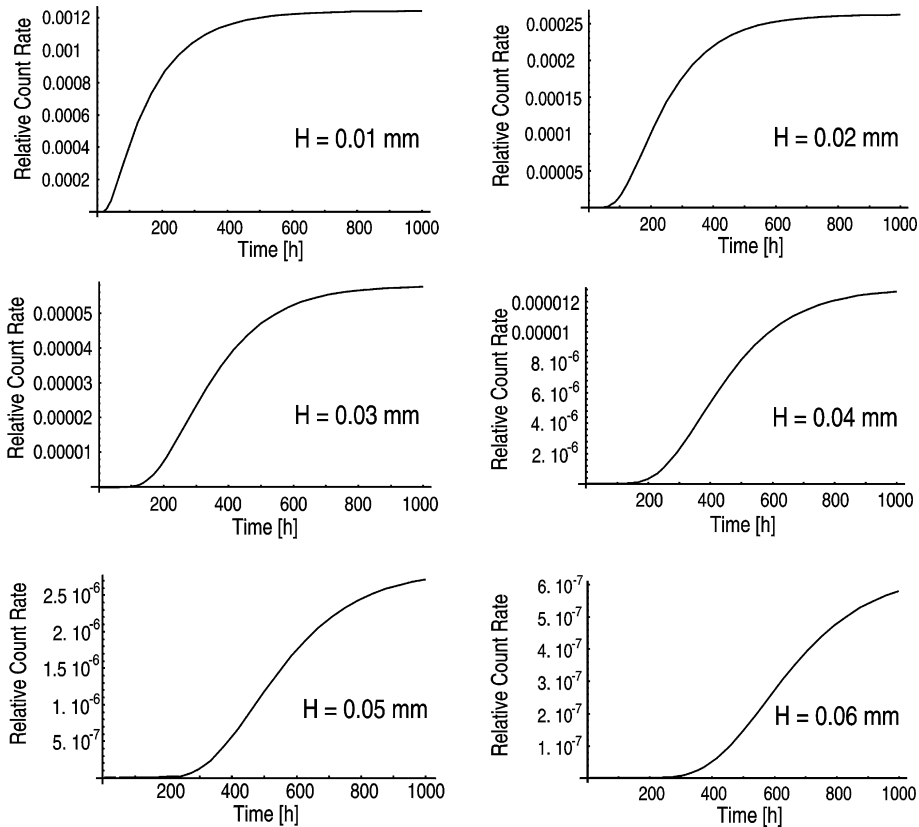 Relative Count Rate
0.0012
0.001
0.0008
0.0006
0.0004
0.0002
H = 0.01 mm
200 400 600 800 1000
Time [h]
Relative Count Rate
0.00025
0.0002
0.00015
0.0001
0.00005
H = 0.02 mm
200 400 600 800 1000
Time [h]
Relative Count Rate
0.00005
0.00004
0.00003
0.00002
0.00001
H = 0.03 mm
200 400 600 800 1000
Time [h]
Relative Count Rate
0.000012
0.00001
8. 10⁻⁶
6. 10⁻⁶
4. 10⁻⁶
2. 10⁻⁶
H = 0.04 mm
200 400 600 800 1000
Time [h]
Relative Count Rate
2.5 10⁻⁶
2. 10⁻⁶
1.5 10⁻⁶
1. 10⁻⁶
5. 10⁻⁷
H = 0.05 mm
200 400 600 800 1000
Time [h]
Relative Count Rate
6. 10⁻⁷
5. 10⁻⁷
4. 10⁻⁷
3. 10⁻⁷
2. 10⁻⁷
1. 10⁻⁷
H = 0.06 mm
200 400 600 800 1000
Time [h]